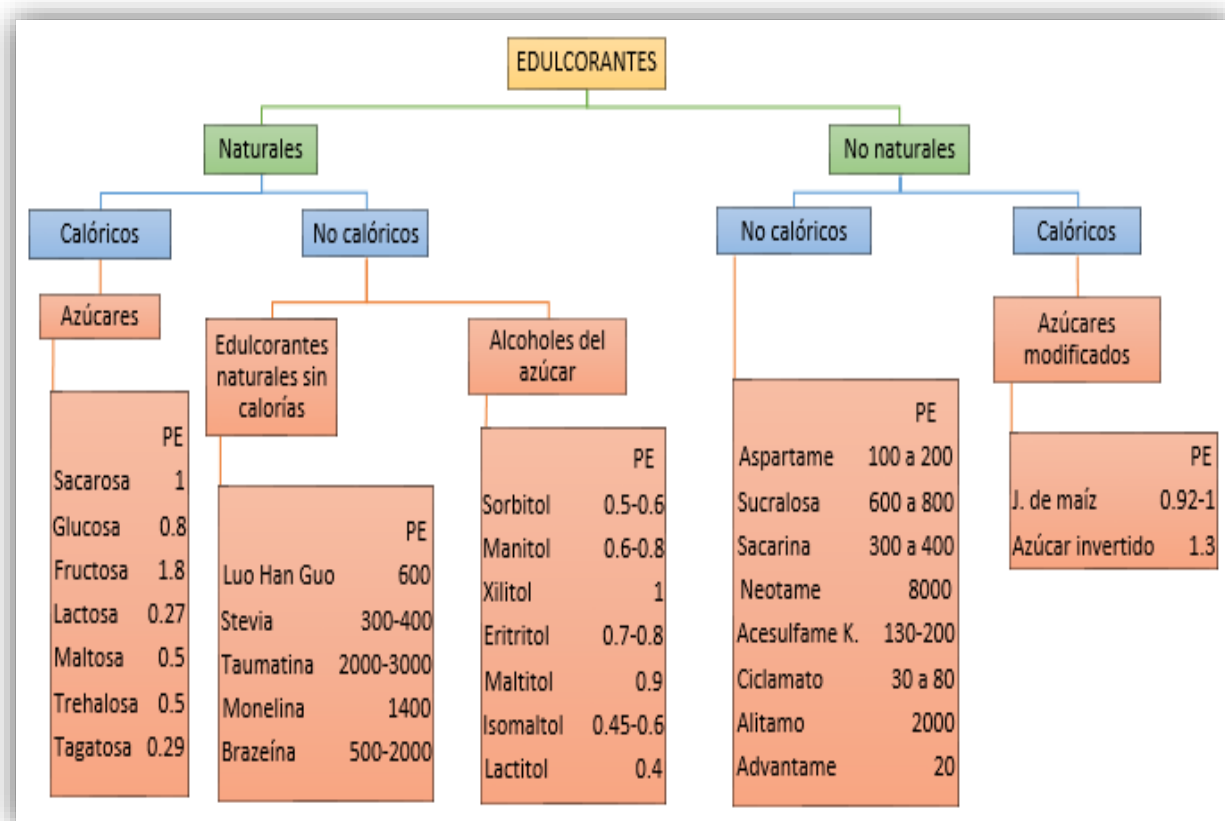 EDULCORANTES
Naturales
No naturales
Calóricos
No calóricos
No calóricos
Calóricos
Azúcares
Edulcorantes
naturales sin
calorías
Alcoholes del
azúcar
Azúcares
modificados
PE
Sacarosa 1
Glucosa 0.8
Fructosa 1.8
Lactosa 0.27
Maltosa 0.5
Trehalosa 0.5
Tagatosa 0.29
PE
Luo Han Guo 600
Stevia 300-400
Taumatina 2000-3000
Monelina 1400
Brazeína 500-2000
PE
Sorbitol 0.5-0.6
Manitol 0.6-0.8
Xilitol 1
Eritritol 0.7-0.8
Maltitol 0.9
Isomaltol 0.45-0.6
Lactitol 0.4
PE
Aspartame 100 a 200
Sucralosa 600 a 800
Sacarina 300 a 400
Neotame 8000
Acesulfame K. 130-200
Ciclamato 30 a 80
Alitamo 2000
Advantame 20
PE
J. de maíz 0.92-1
Azúcar invertido 1.3